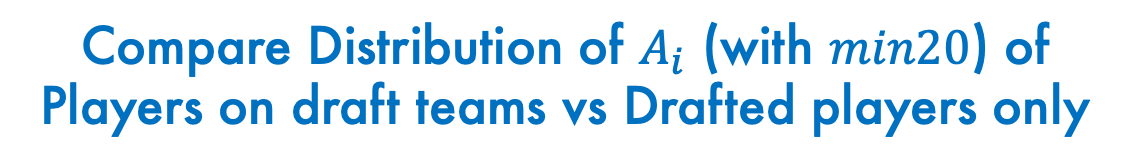 Compare Distribution of $A_i$ (with $min20$) of
Players on draft teams vs Drafted players only